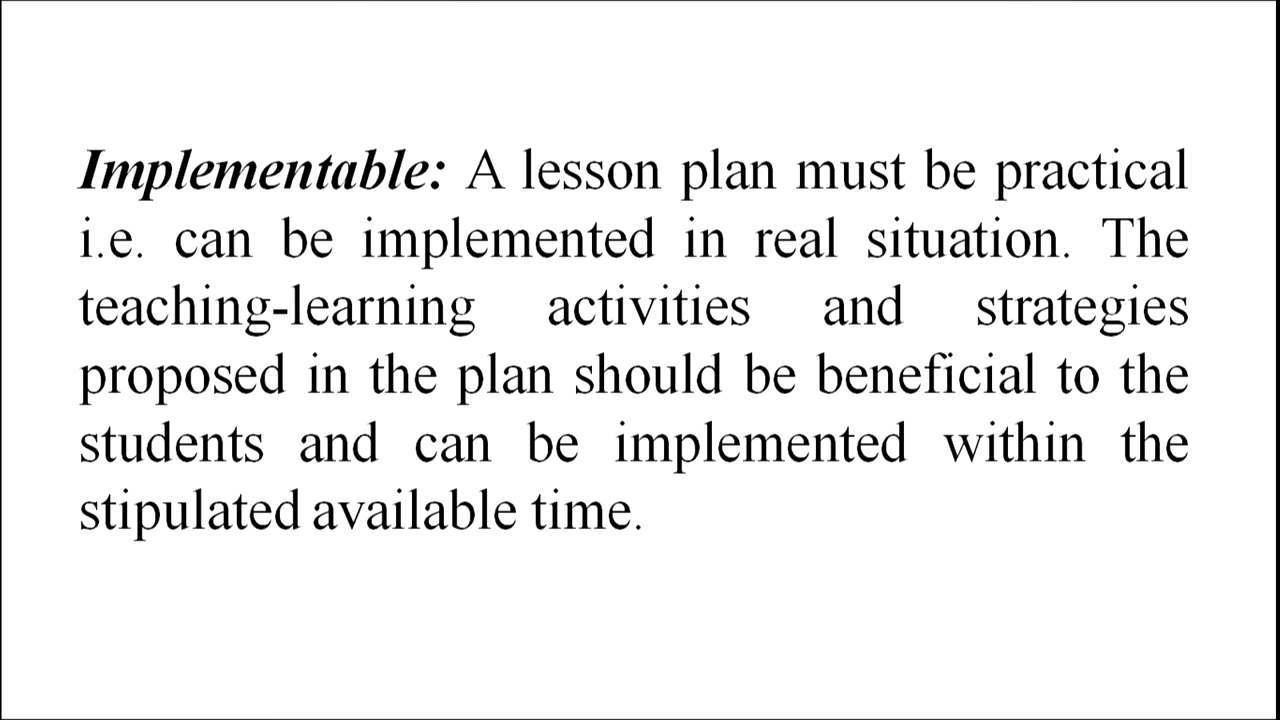 Implementable: A lesson plan must be practical
i.e. can be implemented in real situation. The
teaching-learning activities and strategies
proposed in the plan should be beneficial to the
students and can be implemented within the
stipulated available time.